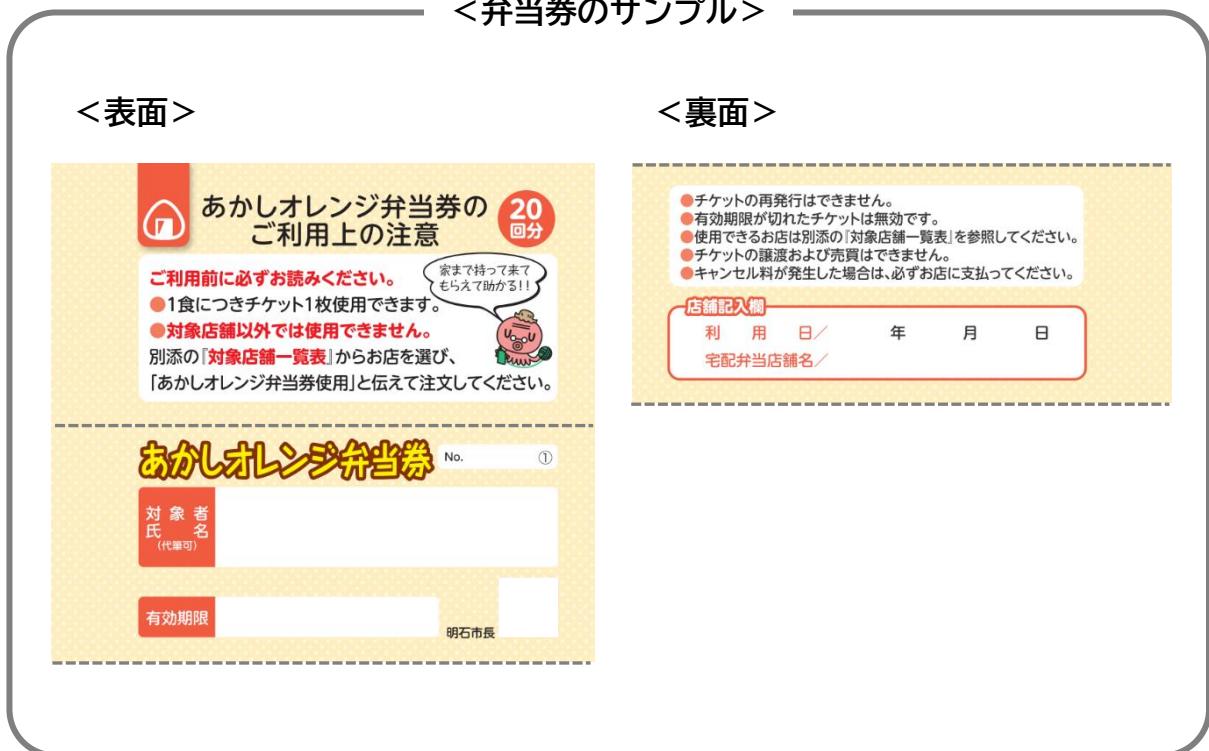 ＜弁当券のサンプル＞
＜表面＞
あかしオレンジ弁当券の
ご利用上の注意
20
回分
ご利用前に必ずお読みください。
●1食につきチケット1枚使用できます。
●対象店舗以外では使用できません。
別添の『対象店舗一覧表』からお店を選び、
「あかしオレンジ弁当券使用」と伝えて注文してください。
家まで持って来て
もらえて助かる!!
あかしオレンジ弁当券
No. ①
対象者
氏名
(代筆可)
有効期限
明石市長
＜裏面＞
●チケットの再発行はできません。
●有効期限が切れたチケットは無効です。
●使用できるお店は別添の『対象店舗一覧表』を参照してください。
●チケットの譲渡および売買はできません。
●キャンセル料が発生した場合は、必ずお店に支払ってください。
店舗記入欄
利用日／ 年 月 日
宅配弁当店舗名／